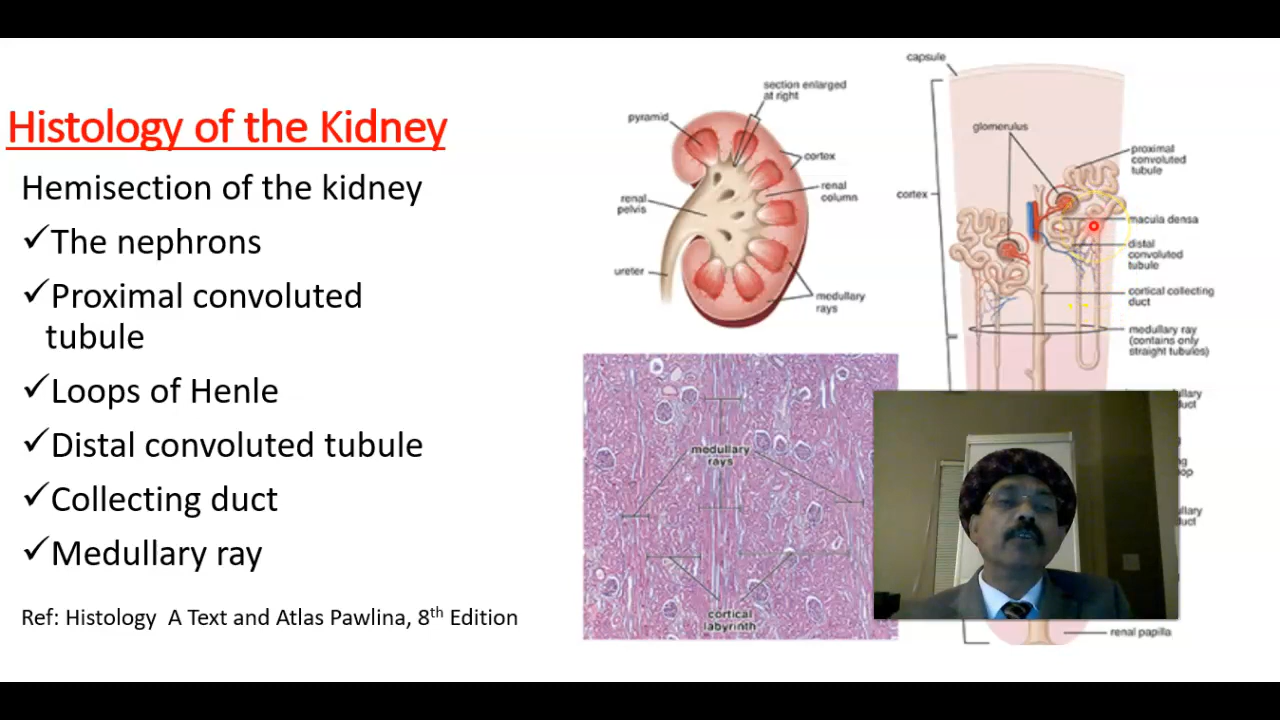 Histology of the Kidney
Hemisection of the kidney
✓The nephrons
✓Proximal convoluted
tubule
✓Loops of Henle
✓Distal convoluted tubule
✓Collecting duct
✓Medullary ray
Ref: Histology A Text and Atlas Pawlina, 8th Edition
section enlarged
at right
pyramid
cortex
renal
column
renal
pelvis
ureter
medullary
rays
medullary
rays
cortical
labyrinth
capsule
glomerulus
proximal
convoluted
tubule
cortex
macula densa
distal
convoluted
tubule
cortical collecting
duct
medullary ray
(contains only
straight tubules)
renal papilla